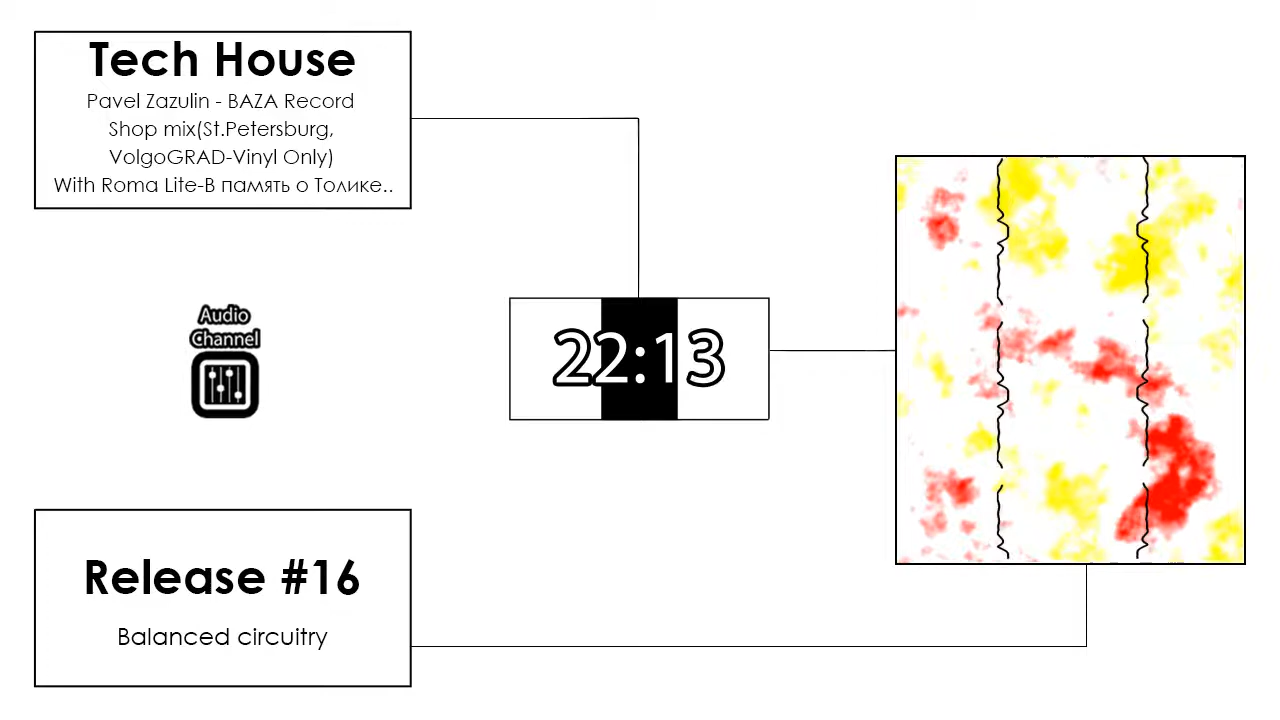 Tech House
Pavel Zazulin - BAZA Record
Shop mix(St.Petersburg,
VolgoGRAD-Vinyl Only)
With Roma Lite-B память о Толике..
Audio
Channel
22:13
Release #16
Balanced circuitry